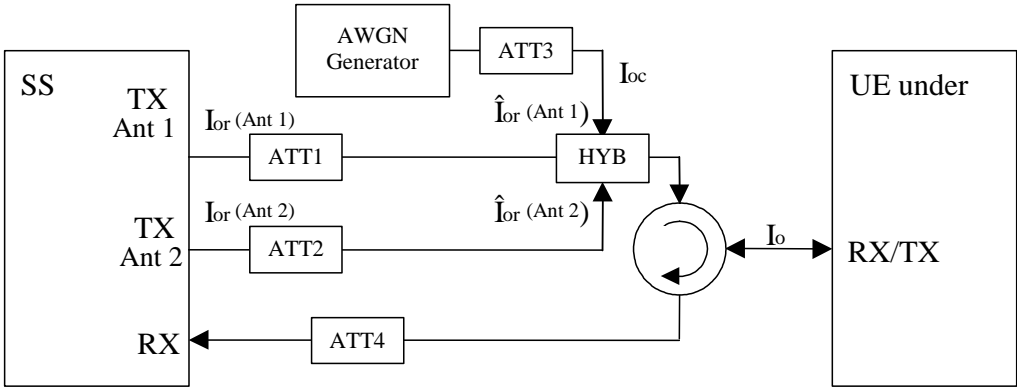 AWGN
Generator
ATT3
Ioc
SS
TX
Ant 1
Ior (Ant 1)
ATT1
Îor (Ant 1)
HYB
UE under
TX
Ant 2
Ior (Ant 2)
ATT2
Îor (Ant 2)
Io
RX/TX
RX
ATT4